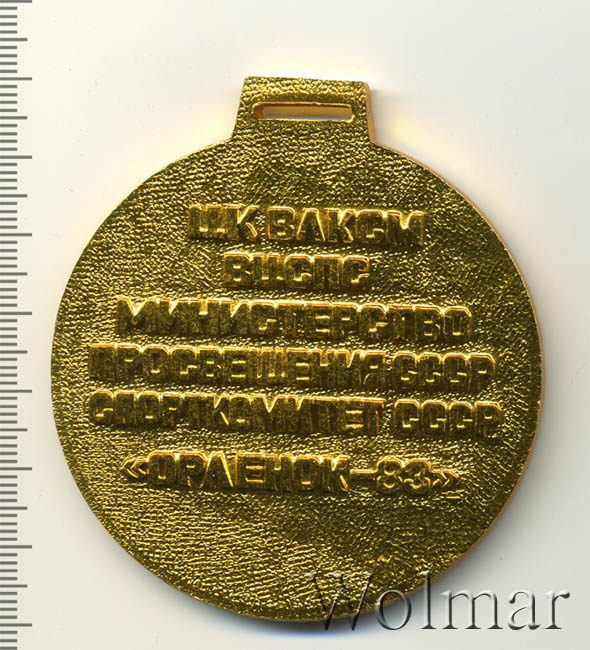 ЦК ВЛКСМ
ВЦСПС
МИНИСТЕРСТВО
ПРОСВЕЩЕНИЯ СССР
СПОРТКОМИТЕТ СССР
«ОРЛЕНОК-83»
Wolmar